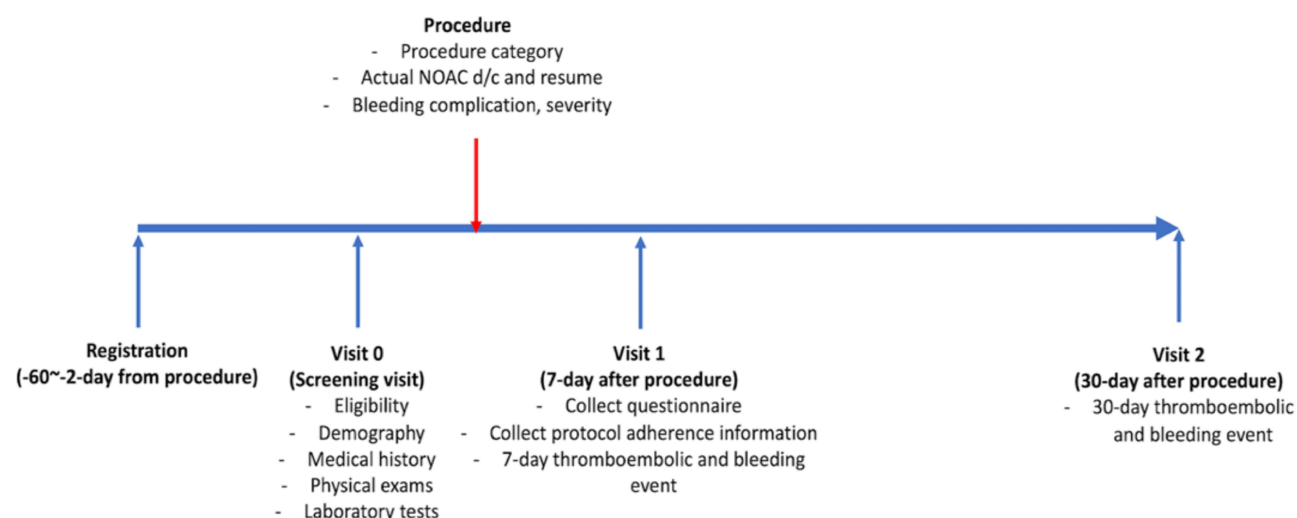 Procedure
- Procedure category
- Actual NOAC d/c and resume
- Bleeding complication, severity
Registration
(-60~-2-day from procedure)
Visit 0
(Screening visit)
- Eligibility
- Demography
- Medical history
- Physical exams
- Laboratory tests
Visit 1
(7-day after procedure)
- Collect questionnaire
- Collect protocol adherence information
- 7-day thromboembolic and bleeding
event
Visit 2
(30-day after procedure)
- 30-day thromboembolic
and bleeding event